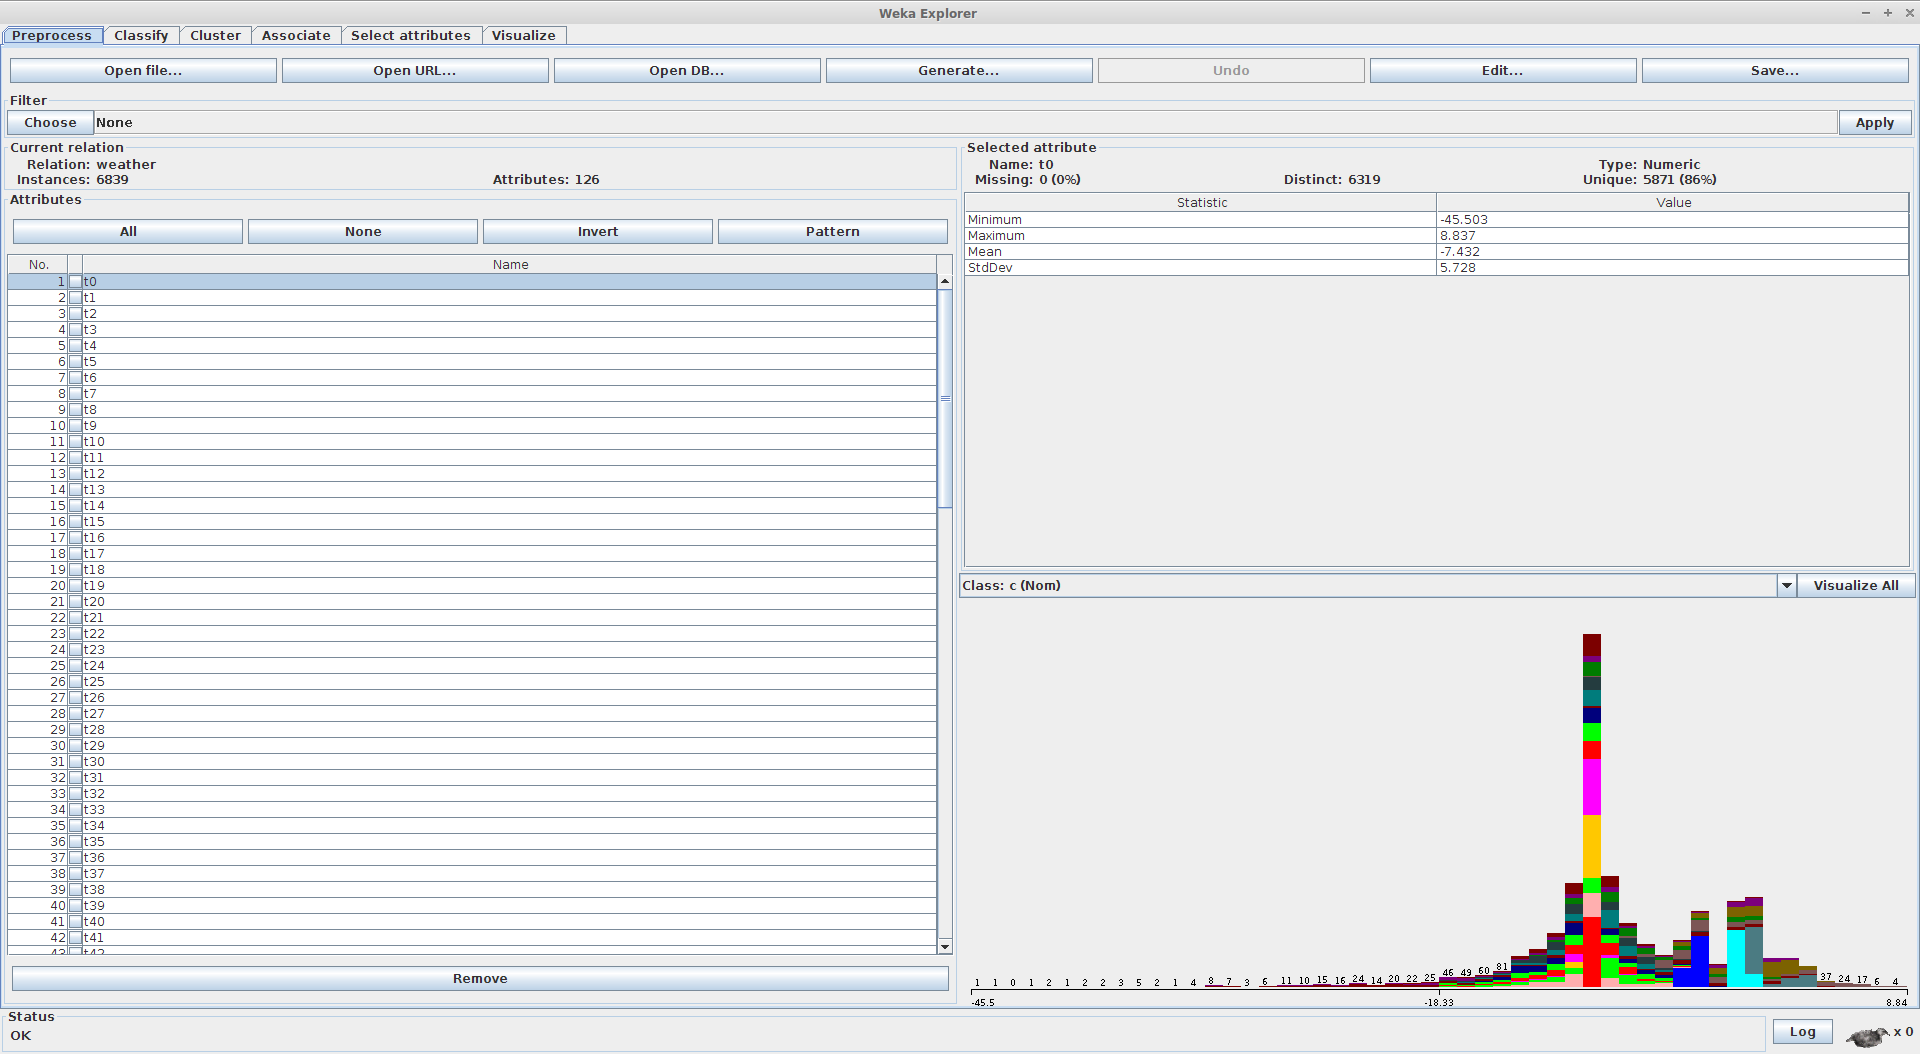 Weka Explorer
Preprocess Classify Cluster Associate Select attributes Visualize
Open file... Open URL... Open DB... Generate... Undo Edit... Save...
Filter
Choose None Apply
Current relation
Relation: weather
Instances: 6839 Attributes: 126
Attributes
All None Invert Pattern
No. Name
1 t0
2 t1
3 t2
4 t3
5 t4
6 t5
7 t6
8 t7
9 t8
10 t9
11 t10
12 t11
13 t12
14 t13
15 t14
16 t15
17 t16
18 t17
19 t18
20 t19
21 t20
22 t21
23 t22
24 t23
25 t24
26 t25
27 t26
28 t27
29 t28
30 t29
31 t30
32 t31
33 t32
34 t33
35 t34
36 t35
37 t36
38 t37
39 t38
40 t39
41 t40
42 t41
43 t42
Remove
Selected attribute
Name: t0 Type: Numeric
Missing: 0 (0%) Distinct: 6319 Unique: 5871 (86%)
Statistic Value
Minimum -45.503
Maximum 8.837
Mean -7.432
StdDev 5.728
Class: c (Nom) Visualize All
1 1 0 1 2 1 2 2 3 5 2 1 4 8 7 3 6 11 10 15 16 24 14 20 22 25 46 49 60 81 37 24 17 6 4
-45.5 -18.33 8.84
Status
OK
Log x 0